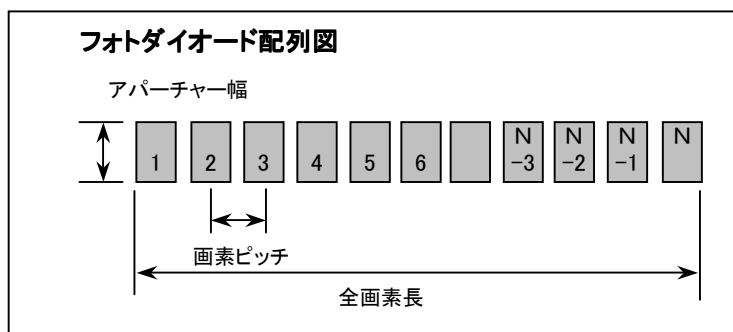 フォトダイオード配列図
アパーチャー幅
1 2 3 4 5 6 N-3 N-2 N-1 N
画素ピッチ
全画素長